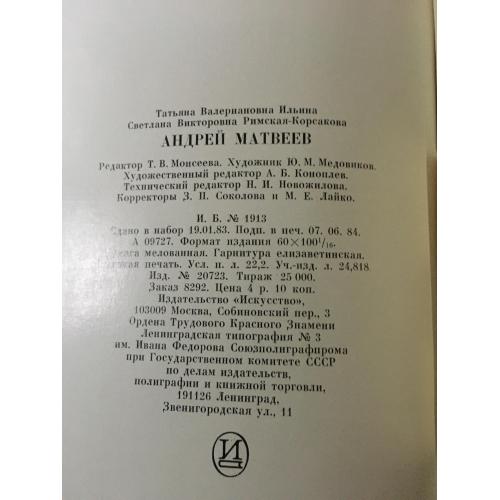 Татьяна Валериановна Ильина
Светлана Викторовна Римская-Корсакова
АНДРЕЙ МАТВЕЕВ
Редактор Т. В. Моисеева. Художник Ю. М. Медовиков.
Художественный редактор А. Б. Коноплев.
Технический редактор Н. И. Новожилова.
Корректоры З. П. Соколова и М. Е. Лайко.
И. Б. № 1913
Сдано в набор 19.01.83. Подп. в печ. 07. 06. 84.
А 09727. Формат издания 60×100 1/16.
мелованная. Гарнитура елизаветинская.
печать. Усл. п. л. 22,2. Уч.-изд. л. 24,818.
Изд. № 20723. Тираж 25 000.
Заказ 8292. Цена 4 р. 10 коп.
Издательство «Искусство»,
103009 Москва, Собиновский пер., 3
Ордена Трудового Красного Знамени
Ленинградская типография № 3
им. Ивана Федорова Союзполиграфпрома
при Государственном комитете СССР
по делам издательств,
полиграфии и книжной торговли,
191126 Ленинград,
Звенигородская ул., 11
И